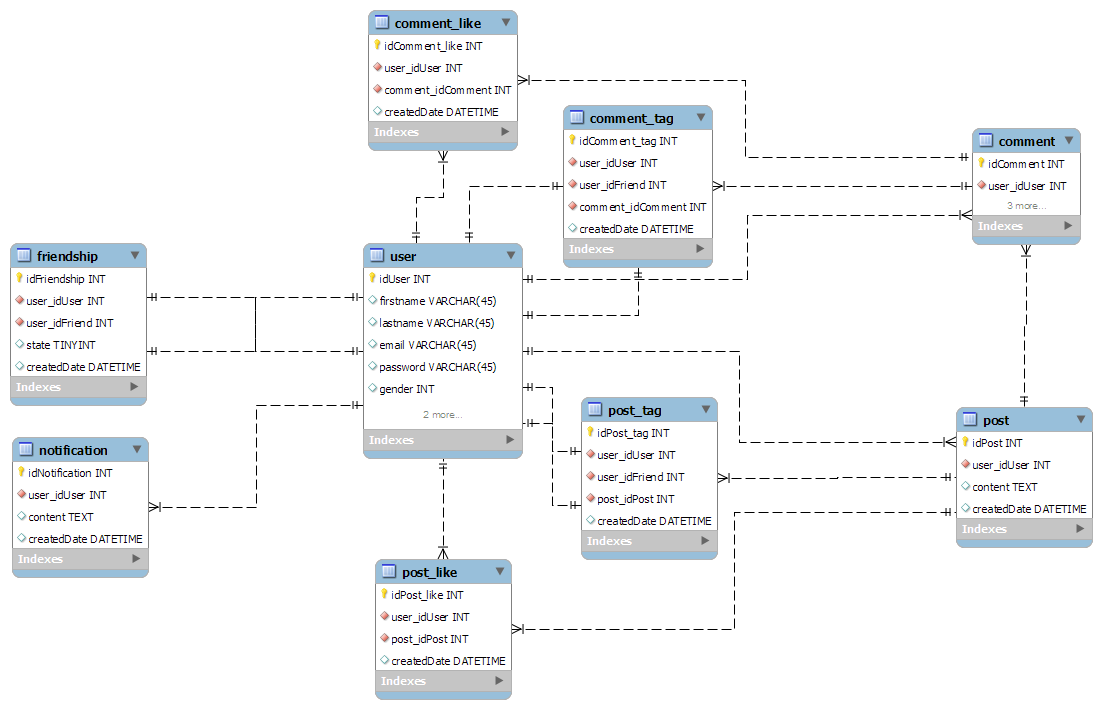 comment_like
idComment_like INT
user_idUser INT
comment_idComment INT
createdDate DATETIME
Indexes
comment_tag
idComment_tag INT
user_idUser INT
user_idFriend INT
comment_idComment INT
createdDate DATETIME
Indexes
comment
idComment INT
user_idUser INT
3 more...
Indexes
friendship
idFriendship INT
user_idUser INT
user_idFriend INT
state TINYINT
createdDate DATETIME
Indexes
user
idUser INT
firstname VARCHAR(45)
lastname VARCHAR(45)
email VARCHAR(45)
password VARCHAR(45)
gender INT
2 more...
Indexes
notification
idNotification INT
user_idUser INT
content TEXT
createdDate DATETIME
Indexes
post_tag
idPost_tag INT
user_idUser INT
user_idFriend INT
post_idPost INT
createdDate DATETIME
Indexes
post
idPost INT
user_idUser INT
content TEXT
createdDate DATETIME
Indexes
post_like
idPost_like INT
user_idUser INT
post_idPost INT
createdDate DATETIME
Indexes